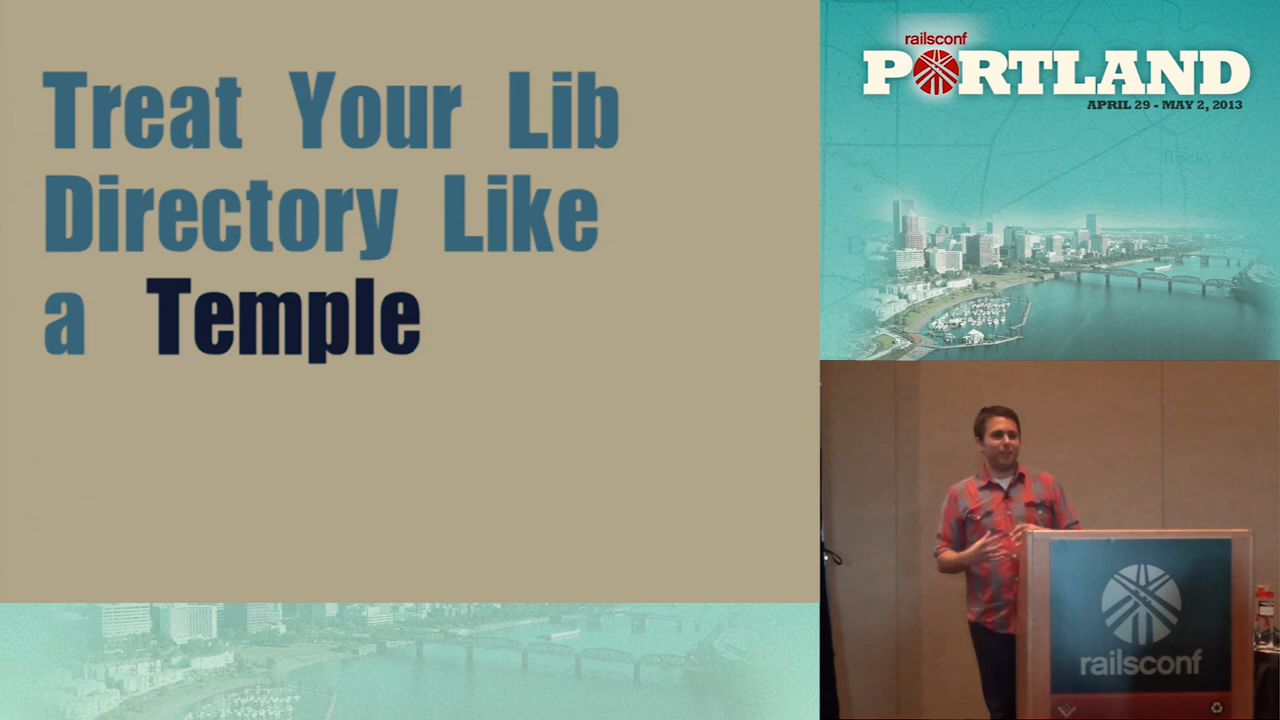 Treat Your Lib
Directory Like
a Temple
railsconf
PORTLAND
APRIL 29 - MAY 2, 2013
railsconf